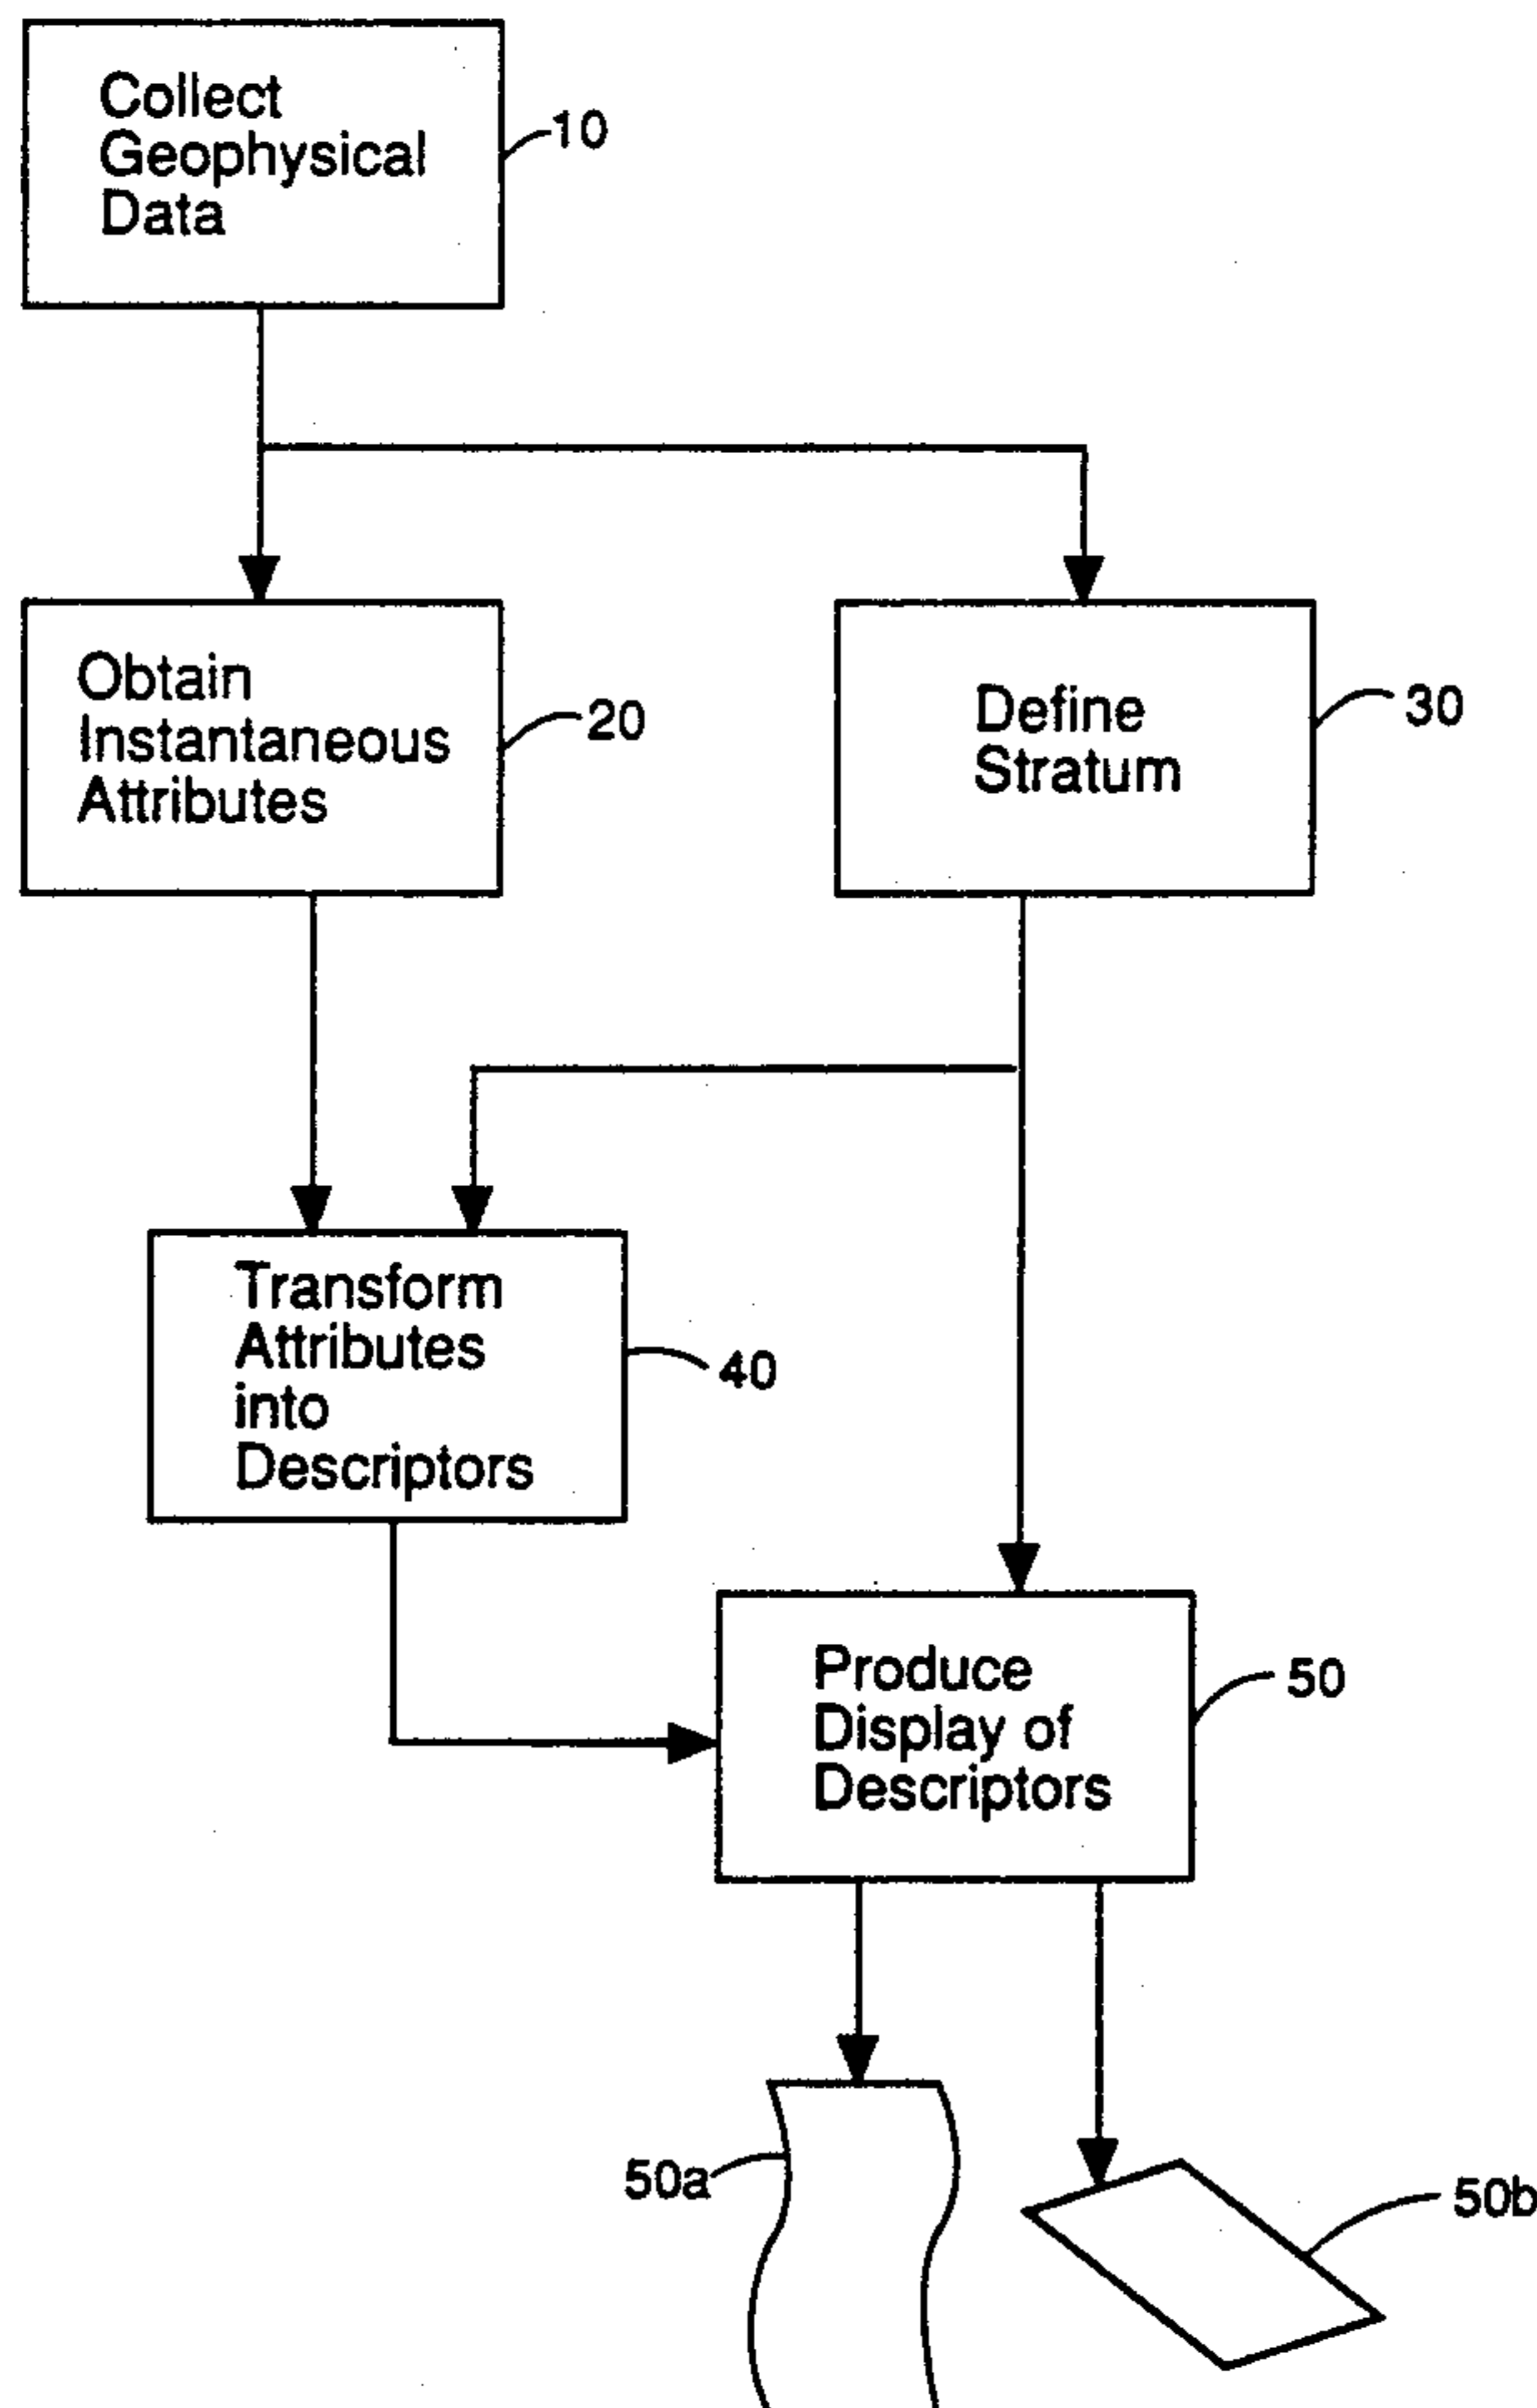 Collect
Geophysical
Data
10
Obtain
Instantaneous
Attributes
20
Define
Stratum
30
Transform
Attributes
into
Descriptors
40
Produce
Display of
Descriptors
50
50a
50b